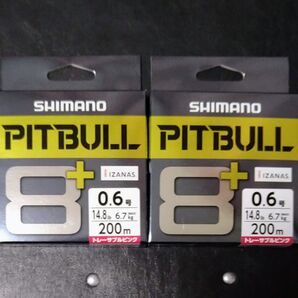 SHIMANO
PITBULL
8+
IZANAS
0.6号
14.8lb 6.7kg
200m
トレーサブルピンク
SHIMANO
PITBULL
8+
IZANAS
0.6号
14.8lb 6.7kg
200m
トレーサブルピンク